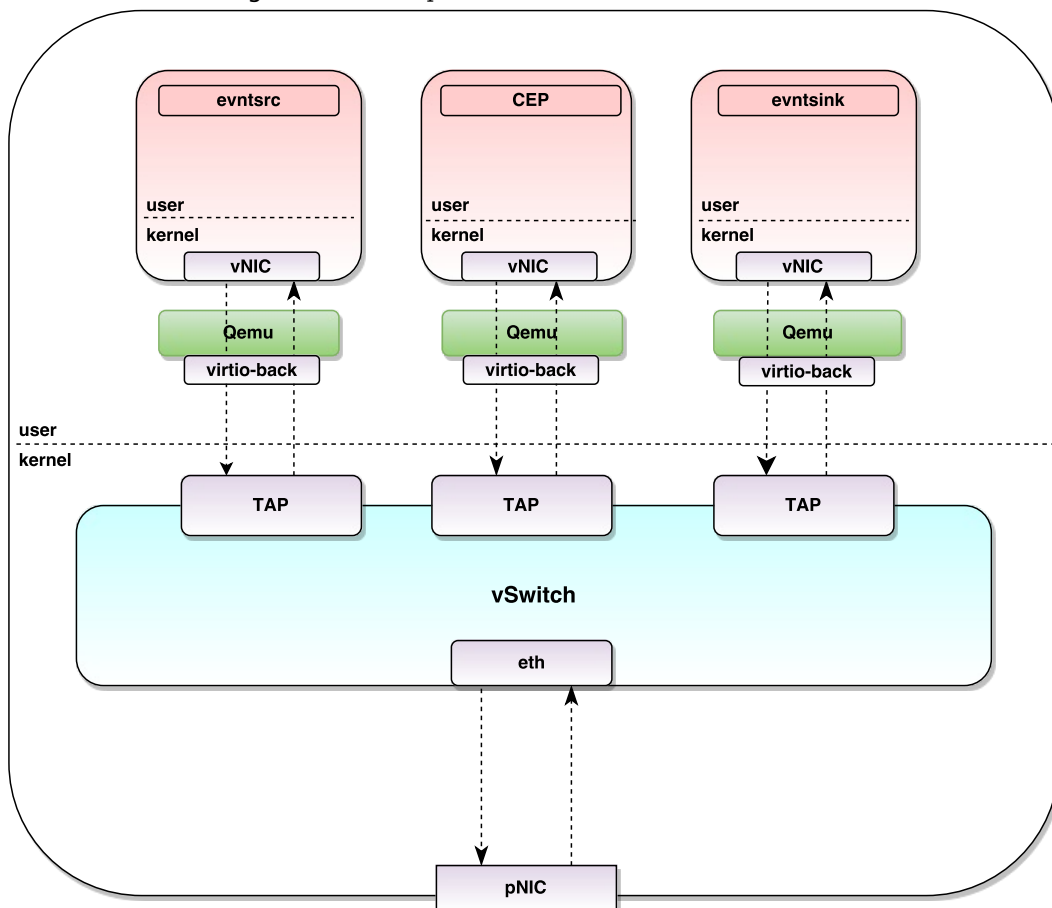 evntsrc
CEP
evntsink
user
user
user
kernel
kernel
kernel
vNIC
vNIC
vNIC
Qemu
Qemu
Qemu
virtio-back
virtio-back
virtio-back
user
kernel
TAP
TAP
TAP
vSwitch
eth
pNIC